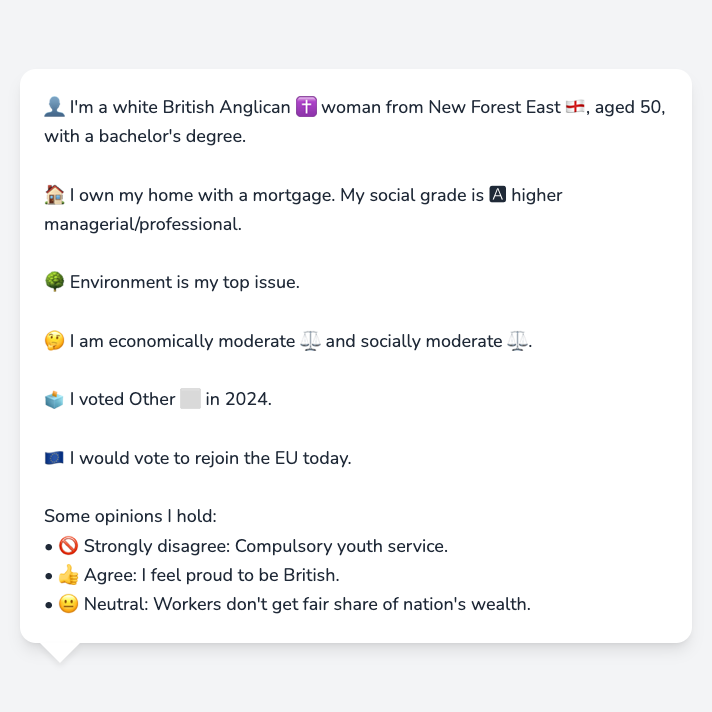 👤 I'm a white British Anglican ✝️ woman from New Forest East 🏴󠁧󠁢󠁥󠁮󠁧󠁿, aged 50,
with a bachelor's degree.
🏠 I own my home with a mortgage. My social grade is 🅰 higher
managerial/professional.
🌳 Environment is my top issue.
🤔 I am economically moderate ⚖️ and socially moderate ⚖️.
🗳️ I voted Other ⬜ in 2024.
🇪🇺 I would vote to rejoin the EU today.
Some opinions I hold:
• 🚫 Strongly disagree: Compulsory youth service.
• 👍 Agree: I feel proud to be British.
• 😐 Neutral: Workers don't get fair share of nation's wealth.